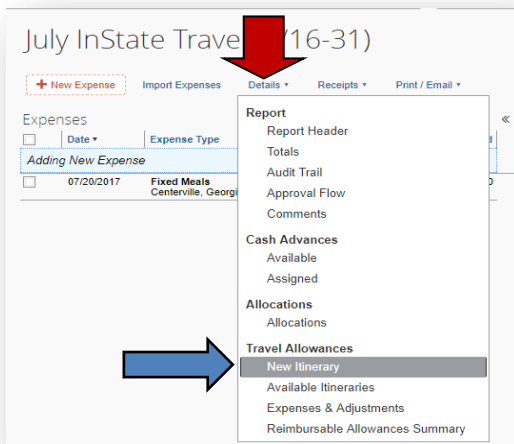 July InState Trave /16-31)
+ New Expense Import Expenses Details ▾ Receipts ▾ Print / Email ▾
Expenses «
Date ▾ Expense Type d
Adding New Expense
07/20/2017 Fixed Meals 0
Centerville, Georgi
Report
Report Header
Totals
Audit Trail
Approval Flow
Comments
Cash Advances
Available
Assigned
Allocations
Allocations
Travel Allowances
New Itinerary
Available Itineraries
Expenses & Adjustments
Reimbursable Allowances Summary